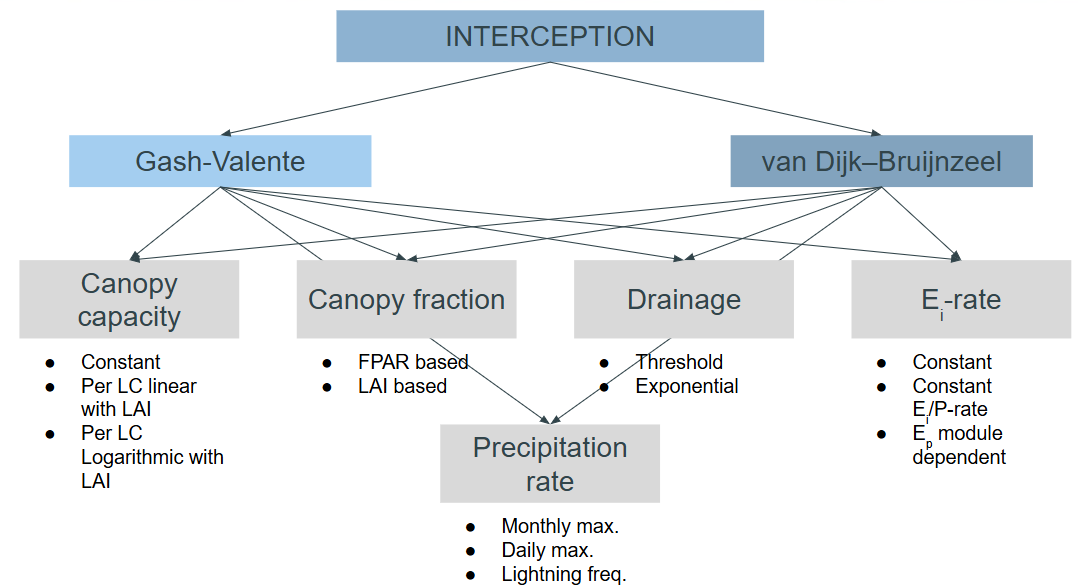 INTERCEPTION
Gash-Valente
van Dijk–Bruijnzeel
Canopy
capacity
● Constant
● Per LC linear
with LAI
● Per LC
Logarithmic with
LAI
Canopy fraction
● FPAR based
● LAI based
Drainage
● Threshold
● Exponential
Ei-rate
● Constant
● Constant
Ei/P-rate
● Ep module
dependent
Precipitation
rate
● Monthly max.
● Daily max.
● Lightning freq.